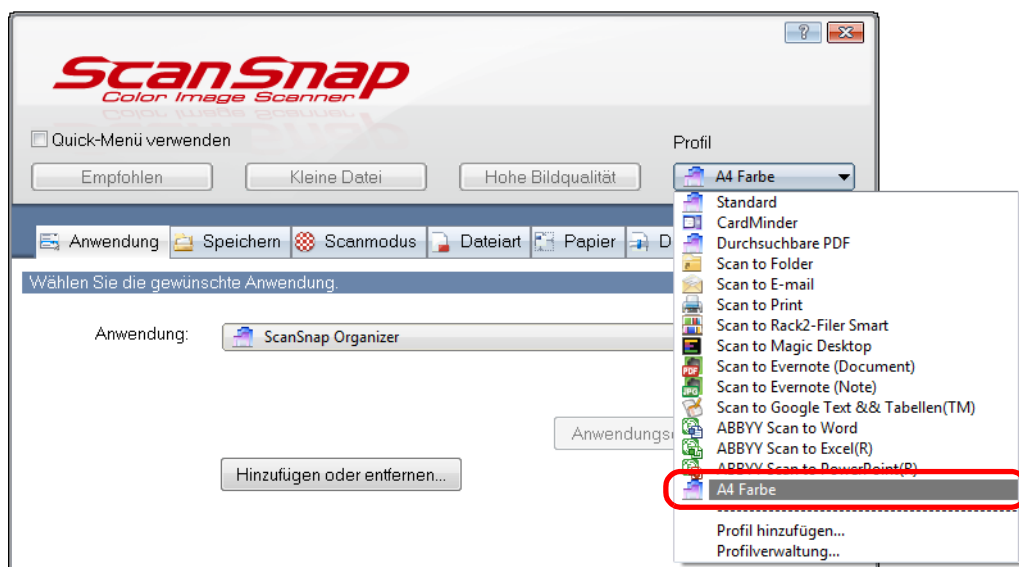 ScanSnap
Color Image Scanner
Quick-Menü verwenden
Profil
Empfohlen
Kleine Datei
Hohe Bildqualität
A4 Farbe
Anwendung
Speichern
Scanmodus
Dateiart
Papier
D
Wählen Sie die gewünschte Anwendung.
Anwendung:
ScanSnap Organizer
Anwendungs
Hinzufügen oder entfernen...
Standard
CardMinder
Durchsuchbare PDF
Scan to Folder
Scan to E-mail
Scan to Print
Scan to Rack2-Filer Smart
Scan to Magic Desktop
Scan to Evernote (Document)
Scan to Evernote (Note)
Scan to Google Text && Tabellen(TM)
ABBYY Scan to Word
ABBYY Scan to Excel(R)
ABBYY Scan to PowerPoint(R)
A4 Farbe
Profil hinzufügen...
Profilverwaltung...